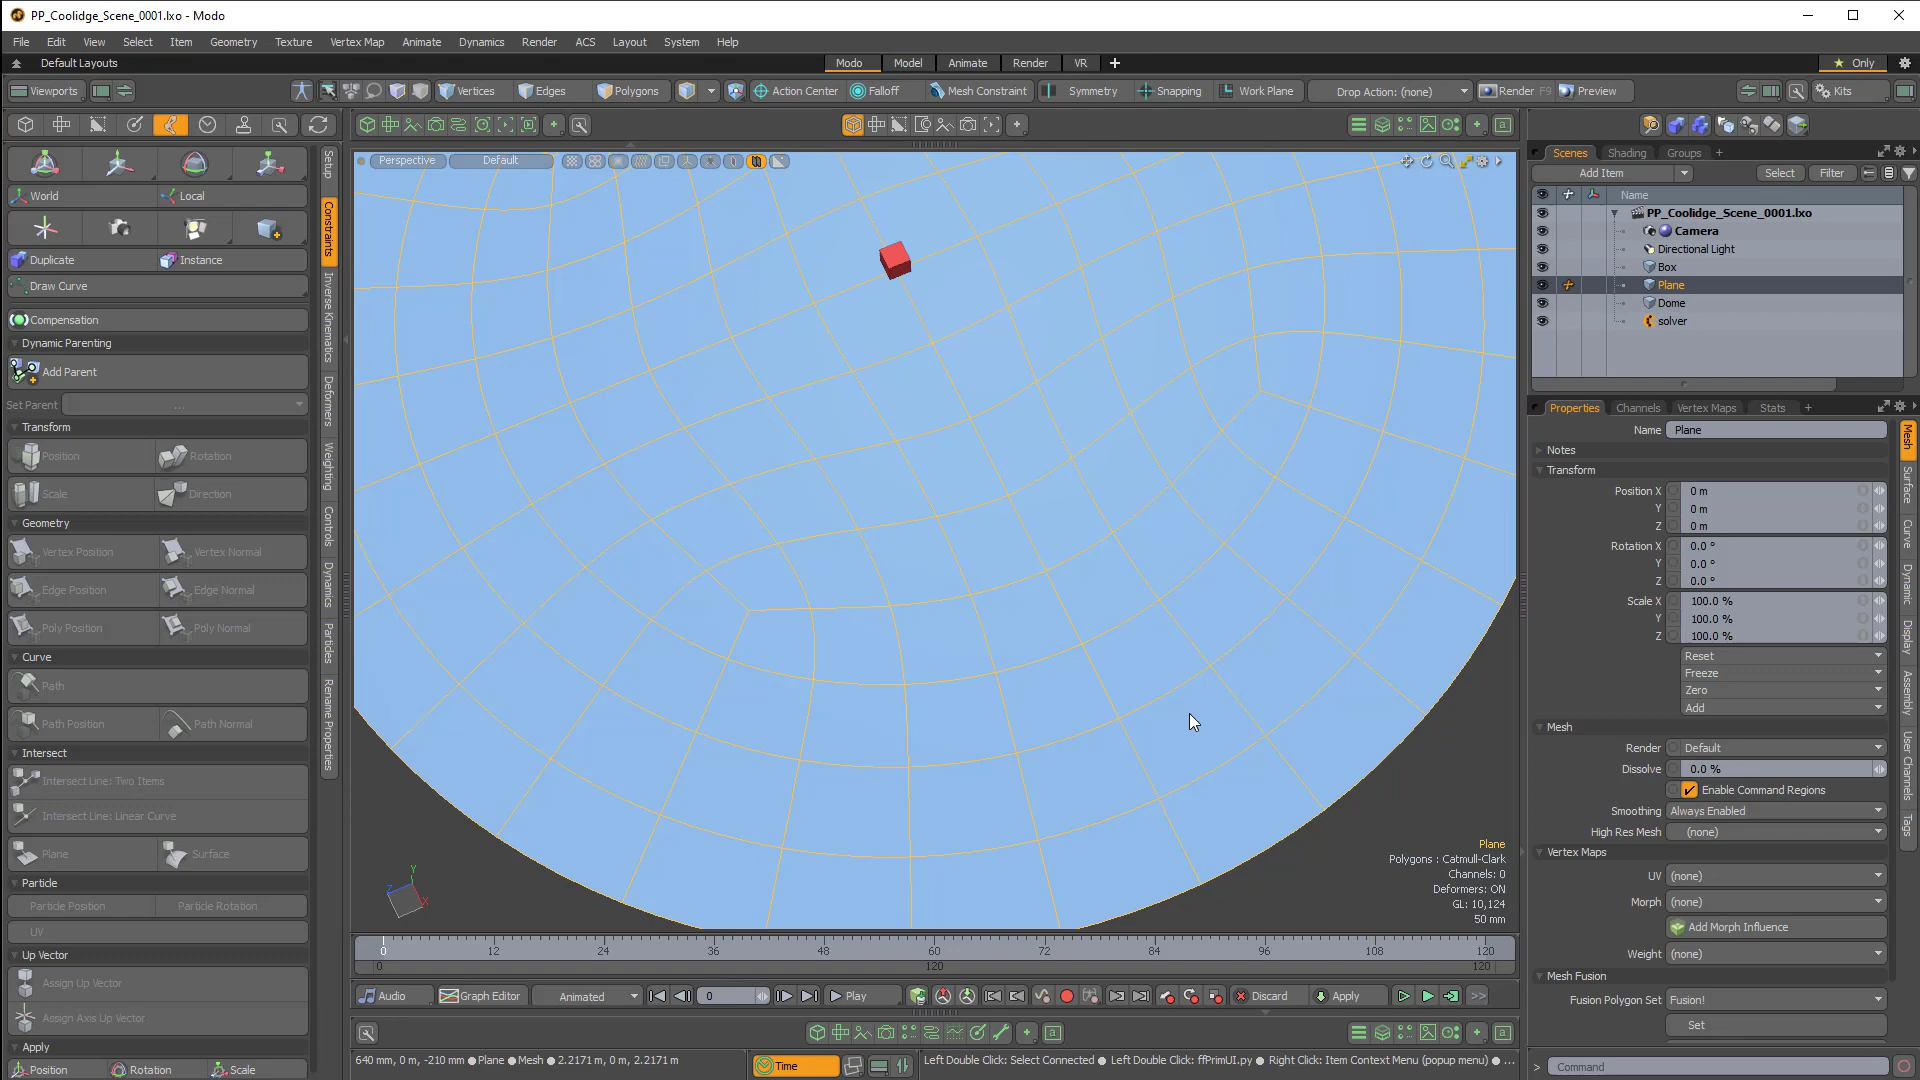 PP_Coolidge_Scene_0001.lxo - Modo
File Edit View Select Item Geometry Texture Vertex Map Animate Dynamics Render ACS Layout System Help
Default Layouts Modo Model Animate Render VR + Only
Viewports Vertices Edges Polygons Action Center Falloff Mesh Constraint Symmetry Snapping Work Plane Drop Action: (none) Render F9 Preview Kits
Perspective Default
World Local
Duplicate Instance
Draw Curve
Compensation
Dynamic Parenting
Add Parent
Set Parent ...
Transform
Position Rotation
Scale Direction
Geometry
Vertex Position Vertex Normal
Edge Position Edge Normal
Poly Position Poly Normal
Curve
Path
Path Position Path Normal
Intersect
Intersect Line: Two Items
Intersect Line: Linear Curve
Plane Surface
Particle
Particle Position Particle Rotation
UV
Up Vector
Assign Up Vector
Assign Axis Up Vector
Apply
Position Rotation Scale
Setup
Constraints
Inverse Kinematics
Deformers
Weighting
Controls
Dynamics
Particles
Rename Properties
Y
Z
X
Plane
Polygons : Catmull-Clark
Channels: 0
Deformers: ON
GL: 10,124
50 mm
0 12 24 36 48 60 72 84 96 108 120
0 120 120
Audio Graph Editor Animated 0 Play Discard Apply >>
640 mm, 0 m, -210 mm Plane Mesh 2.2171 m, 0 m, 2.2171 m Time Left Double Click: Select Connected Left Double Click: ffPrimUI.py Right Click: Item Context Menu (popup menu) ...
Scenes Shading Groups +
Add Item Select Filter
Name
PP_Coolidge_Scene_0001.lxo
Camera
Directional Light
Box
Plane
Dome
solver
Properties Channels Vertex Maps Stats +
Name Plane
Notes
Transform
Position X 0 m
Y 0 m
Z 0 m
Rotation X 0.0 °
Y 0.0 °
Z 0.0 °
Scale X 100.0 %
Y 100.0 %
Z 100.0 %
Reset
Freeze
Zero
Add
Mesh
Render Default
Dissolve 0.0 %
Enable Command Regions
Smoothing Always Enabled
High Res Mesh (none)
Vertex Maps
UV (none)
Morph (none)
Add Morph Influence
Weight (none)
Mesh Fusion
Fusion Polygon Set Fusion!
Set
Mesh
Surface
Curve
Dynamic
Display
Assembly
User Channels
Tags
> Command